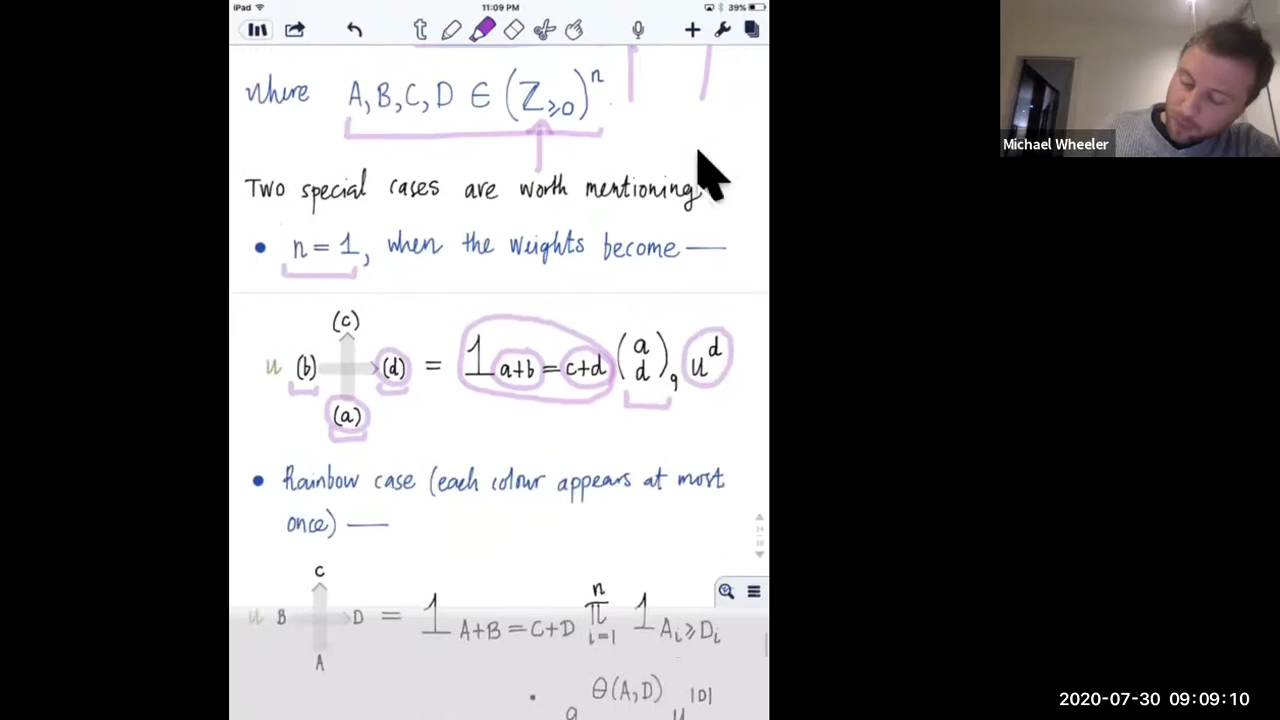 iPad 11:09 PM 39%
where A, B, C, D ∈ (ℤ≥0)^n.
Two special cases are worth mentioning
• n = 1, when the weights become —
(c)
u (b) (d) = 𝟙_{a+b=c+d} (a d)_q u^d
(a)
• Rainbow case (each colour appears at most
once) —
C
u B D = 𝟙_{A+B=C+D} ∏_{i=1}^{n} 𝟙_{A_i≥D_i}
A
· q^{θ(A,D)} u^{|D|}
Michael Wheeler
2020-07-30 09:09:10